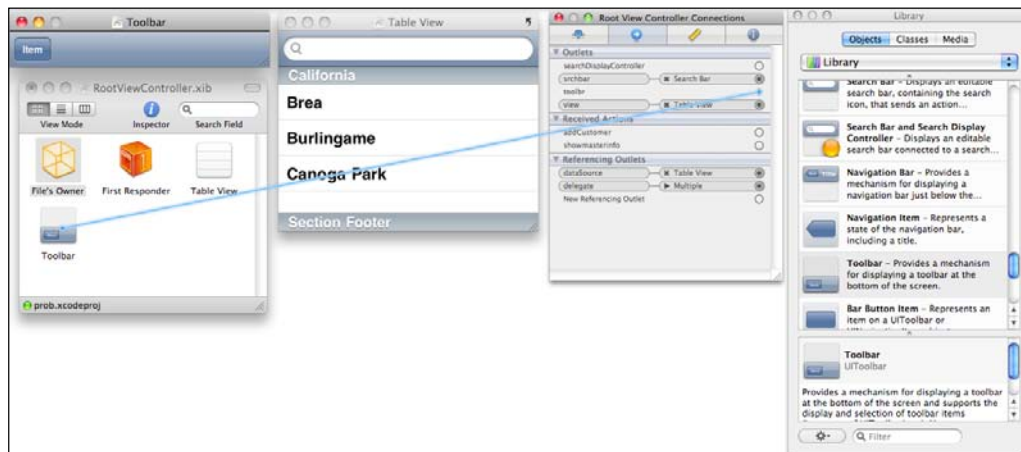 Toolbar
Item
RootViewController.xib
View Mode
Inspector
Search Field
File's Owner
First Responder
Table View
Toolbar
prob.xcodeproj
Table View
California
Brea
Burlingame
Canoga Park
Section Footer
Root View Controller Connections
Outlets
searchDisplayController
srchbar
Search Bar
toolbr
view
Table View
Received Actions
addCustomer
showmasterinfo
Referencing Outlets
dataSource
Table View
delegate
Multiple
New Referencing Outlet
Library
Objects
Classes
Media
Library
Search Bar – Displays an editable
search bar, containing the search
icon, that sends an action...
Search Bar and Search Display
Controller – Displays an editable
search bar connected to a search...
Navigation Bar – Provides a
mechanism for displaying a
navigation bar just below the...
Navigation Item – Represents a
state of the navigation bar,
including a title.
Toolbar – Provides a mechanism
for displaying a toolbar at the
bottom of the screen.
Bar Button Item – Represents an
item on a UIToolbar or
Toolbar
UIToolbar
Provides a mechanism for displaying a toolbar
at the bottom of the screen and supports the
display and selection of toolbar items
Filter